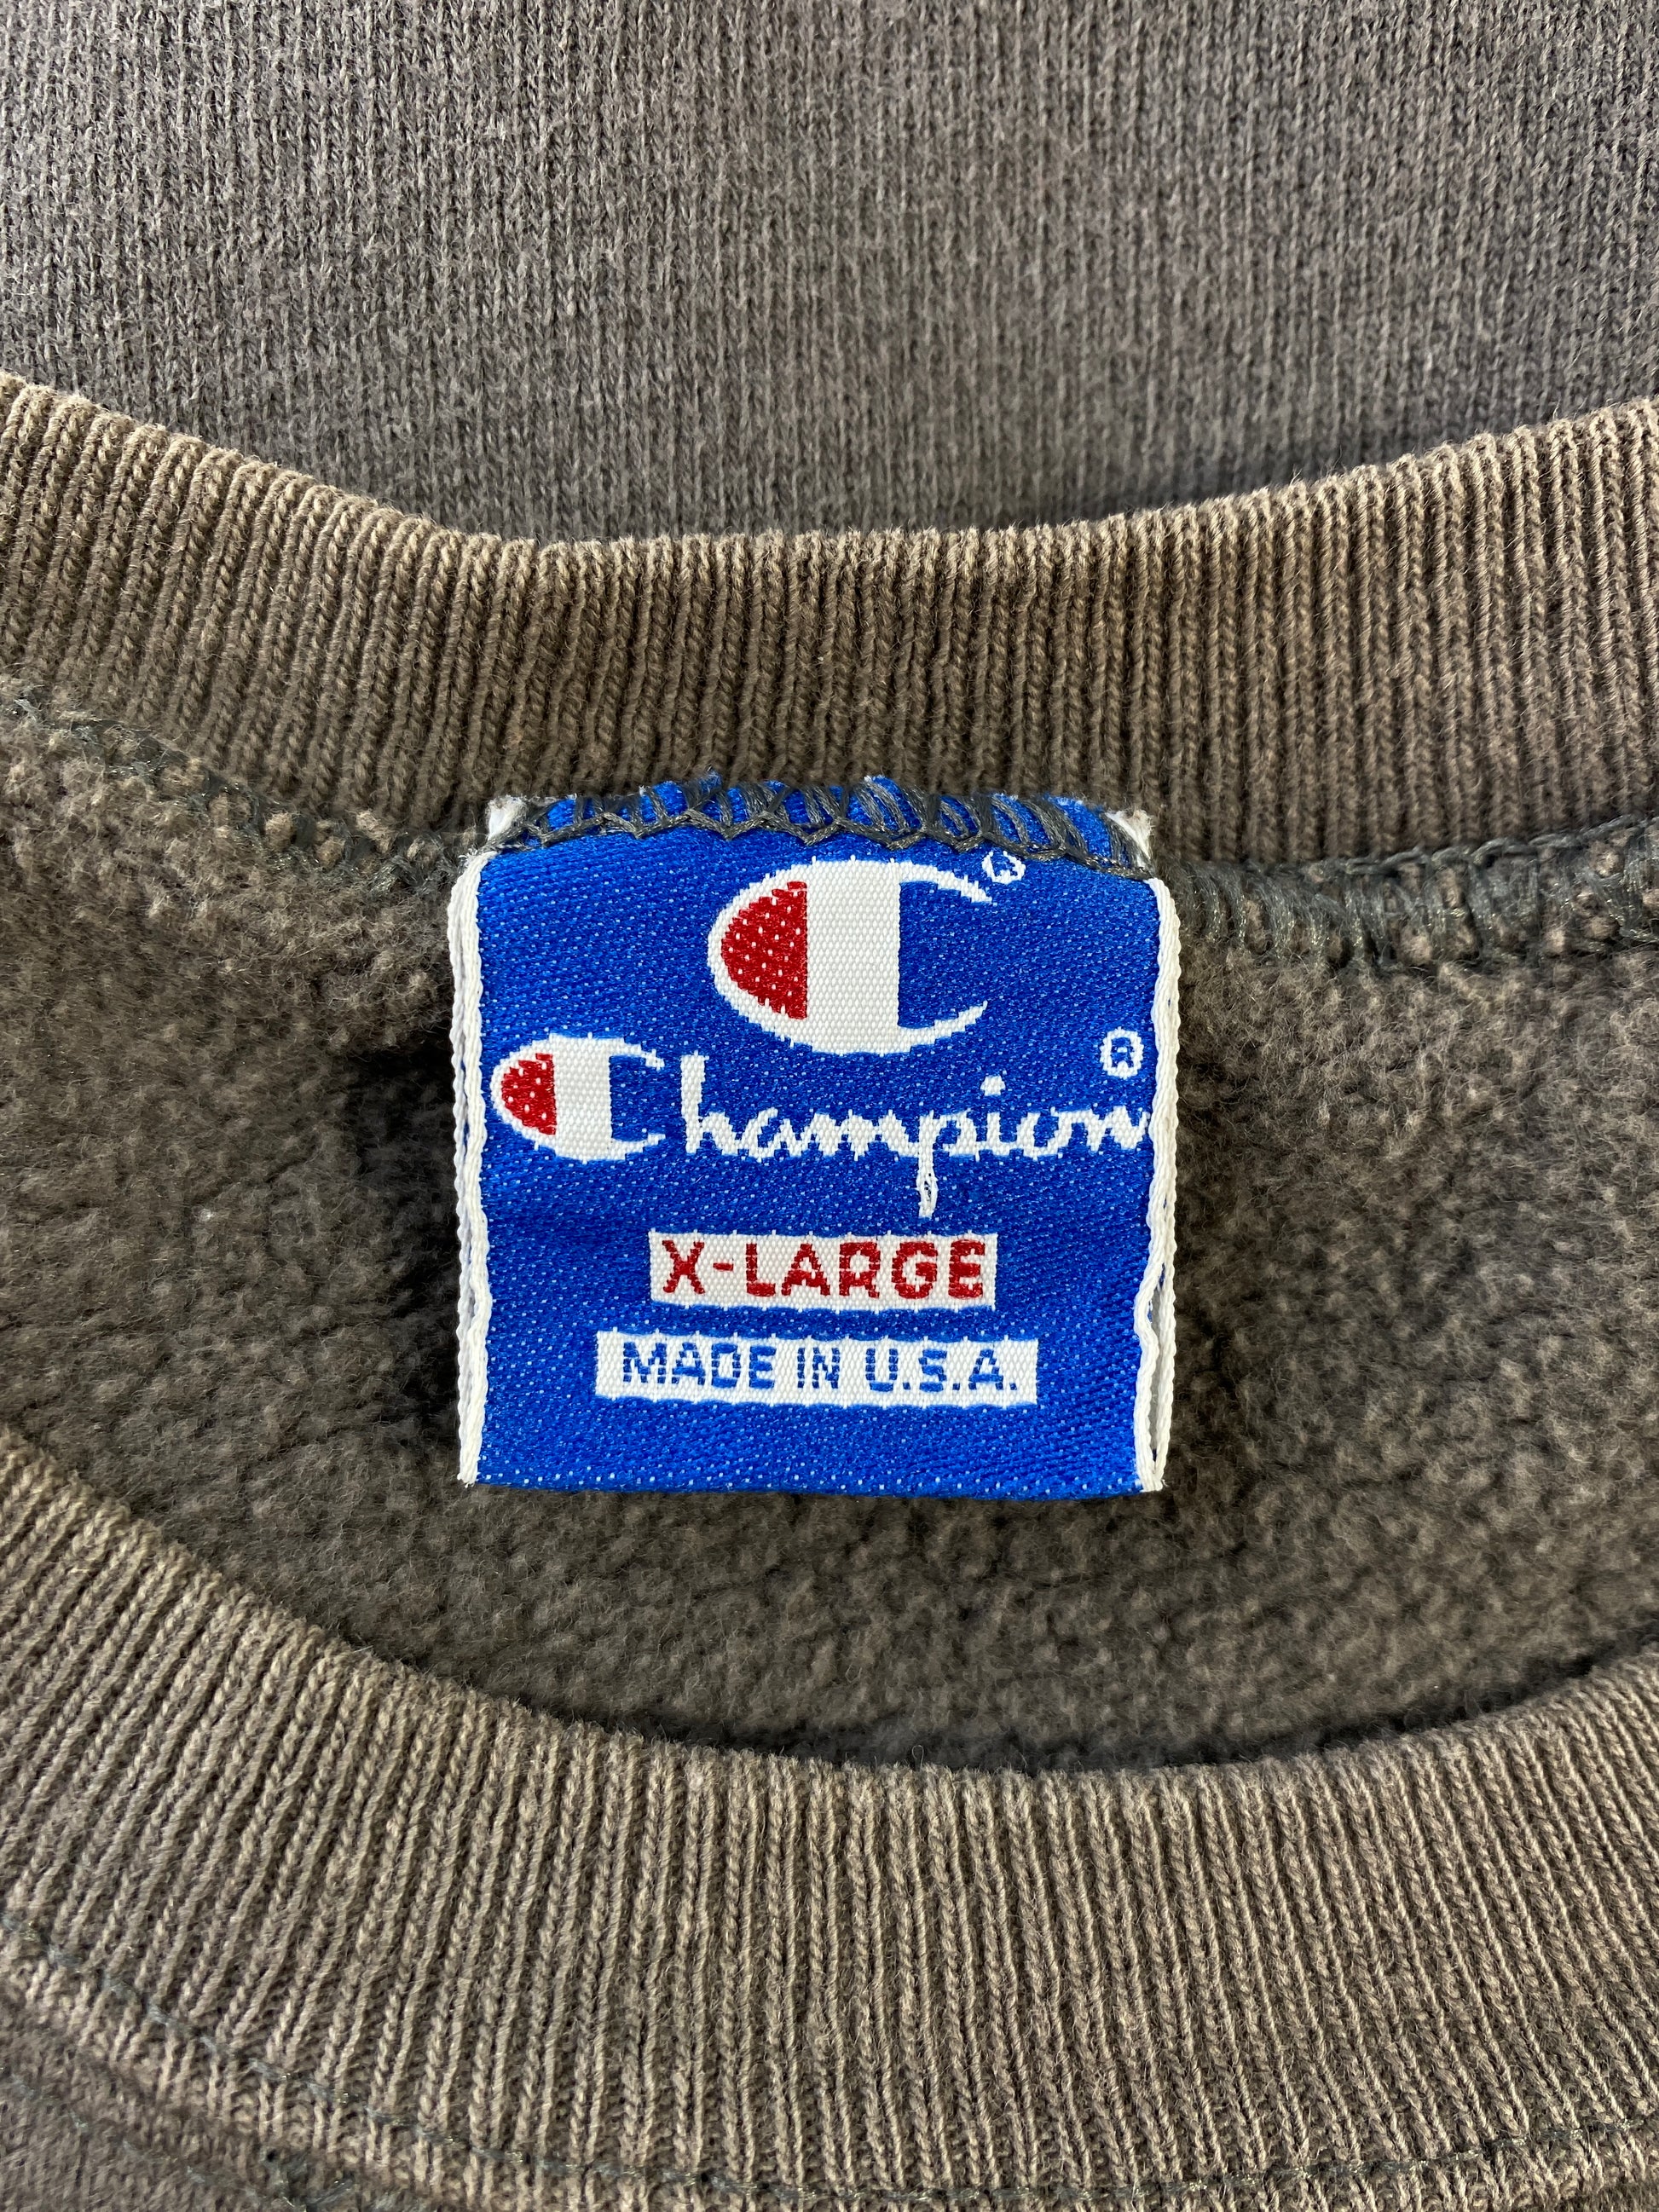 C®
Champion®
X-LARGE
MADE IN U.S.A.